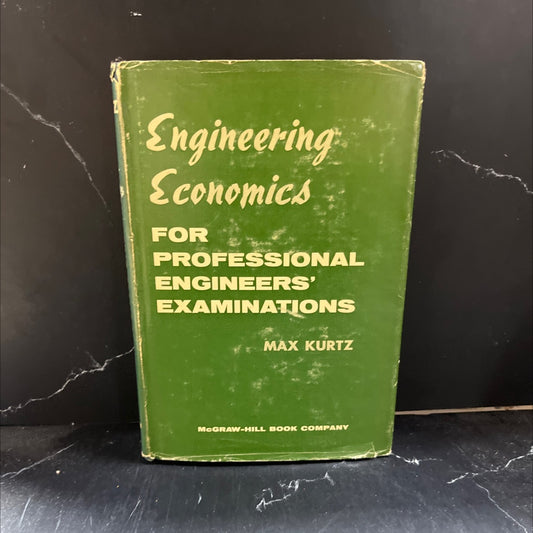 Engineering
Economics
FOR
PROFESSIONAL
ENGINEERS'
EXAMINATIONS
MAX KURTZ
McGRAW-HILL BOOK COMPANY